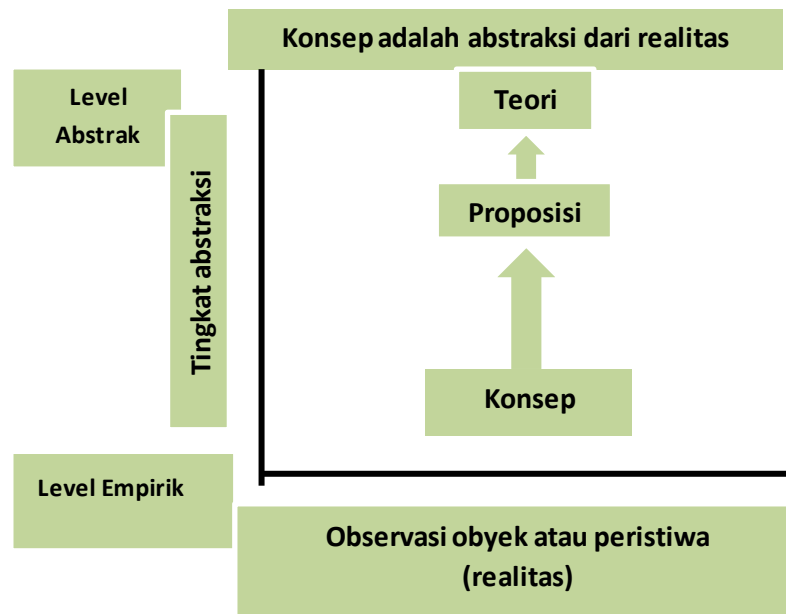 Konsep adalah abstraksi dari realitas
Level
Abstrak
Teori
Tingkat abstraksi
Proposisi
Konsep
Level Empirik
Observasi obyek atau peristiwa
(realitas)